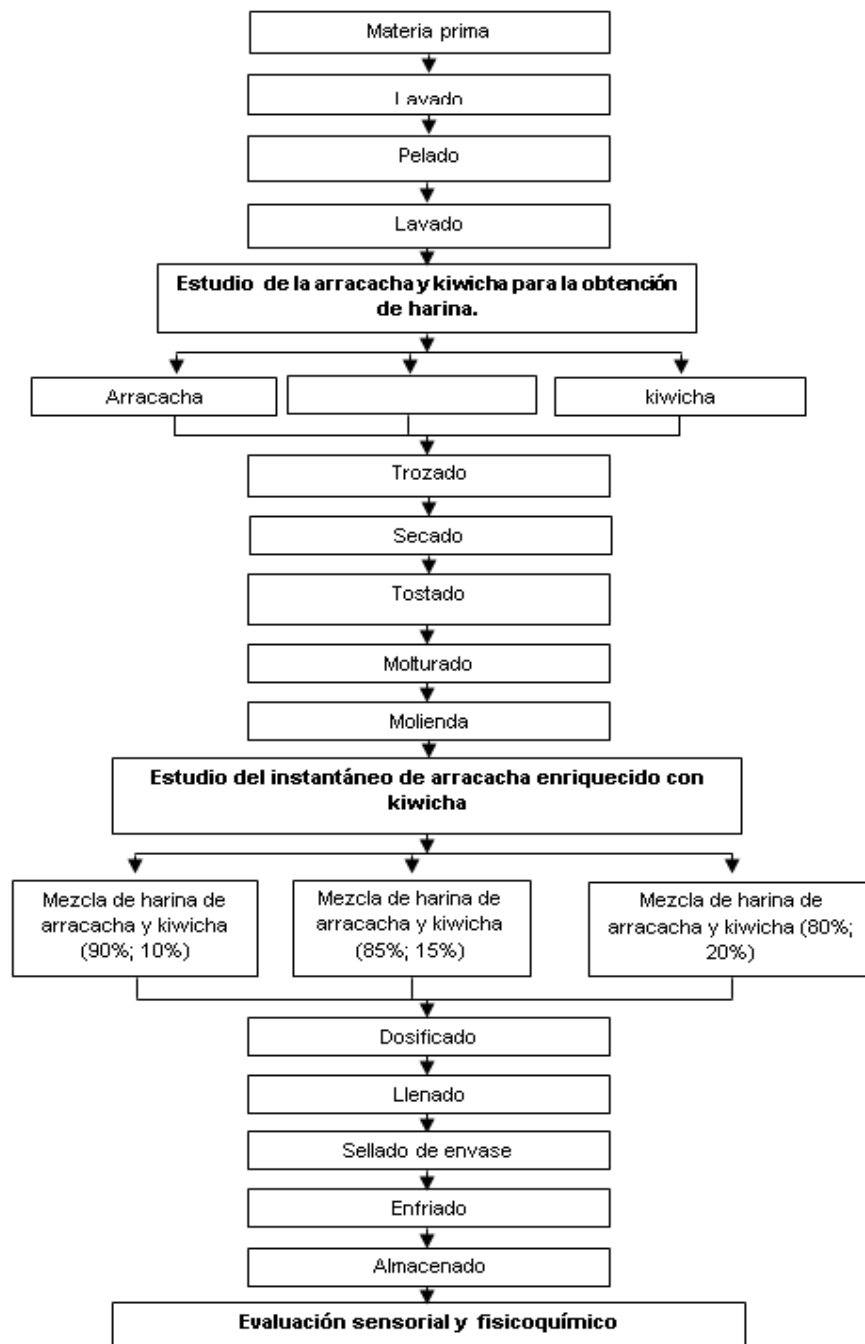 Materia prima
Lavado
Pelado
Lavado
Estudio de la arracacha y kiwicha para la obtención
de harina.
Arracacha
kiwicha
Trozado
Secado
Tostado
Molturado
Molienda
Estudio del instantáneo de arracacha enriquecido con
kiwicha
Mezcla de harina de
arracacha y kiwicha
(90%; 10%)
Mezcla de harina de
arracacha y kiwicha
(85%; 15%)
Mezcla de harina de
arracacha y kiwicha (80%;
20%)
Dosificado
Llenado
Sellado de envase
Enfriado
Almacenado
Evaluación sensorial y fisicoquímico